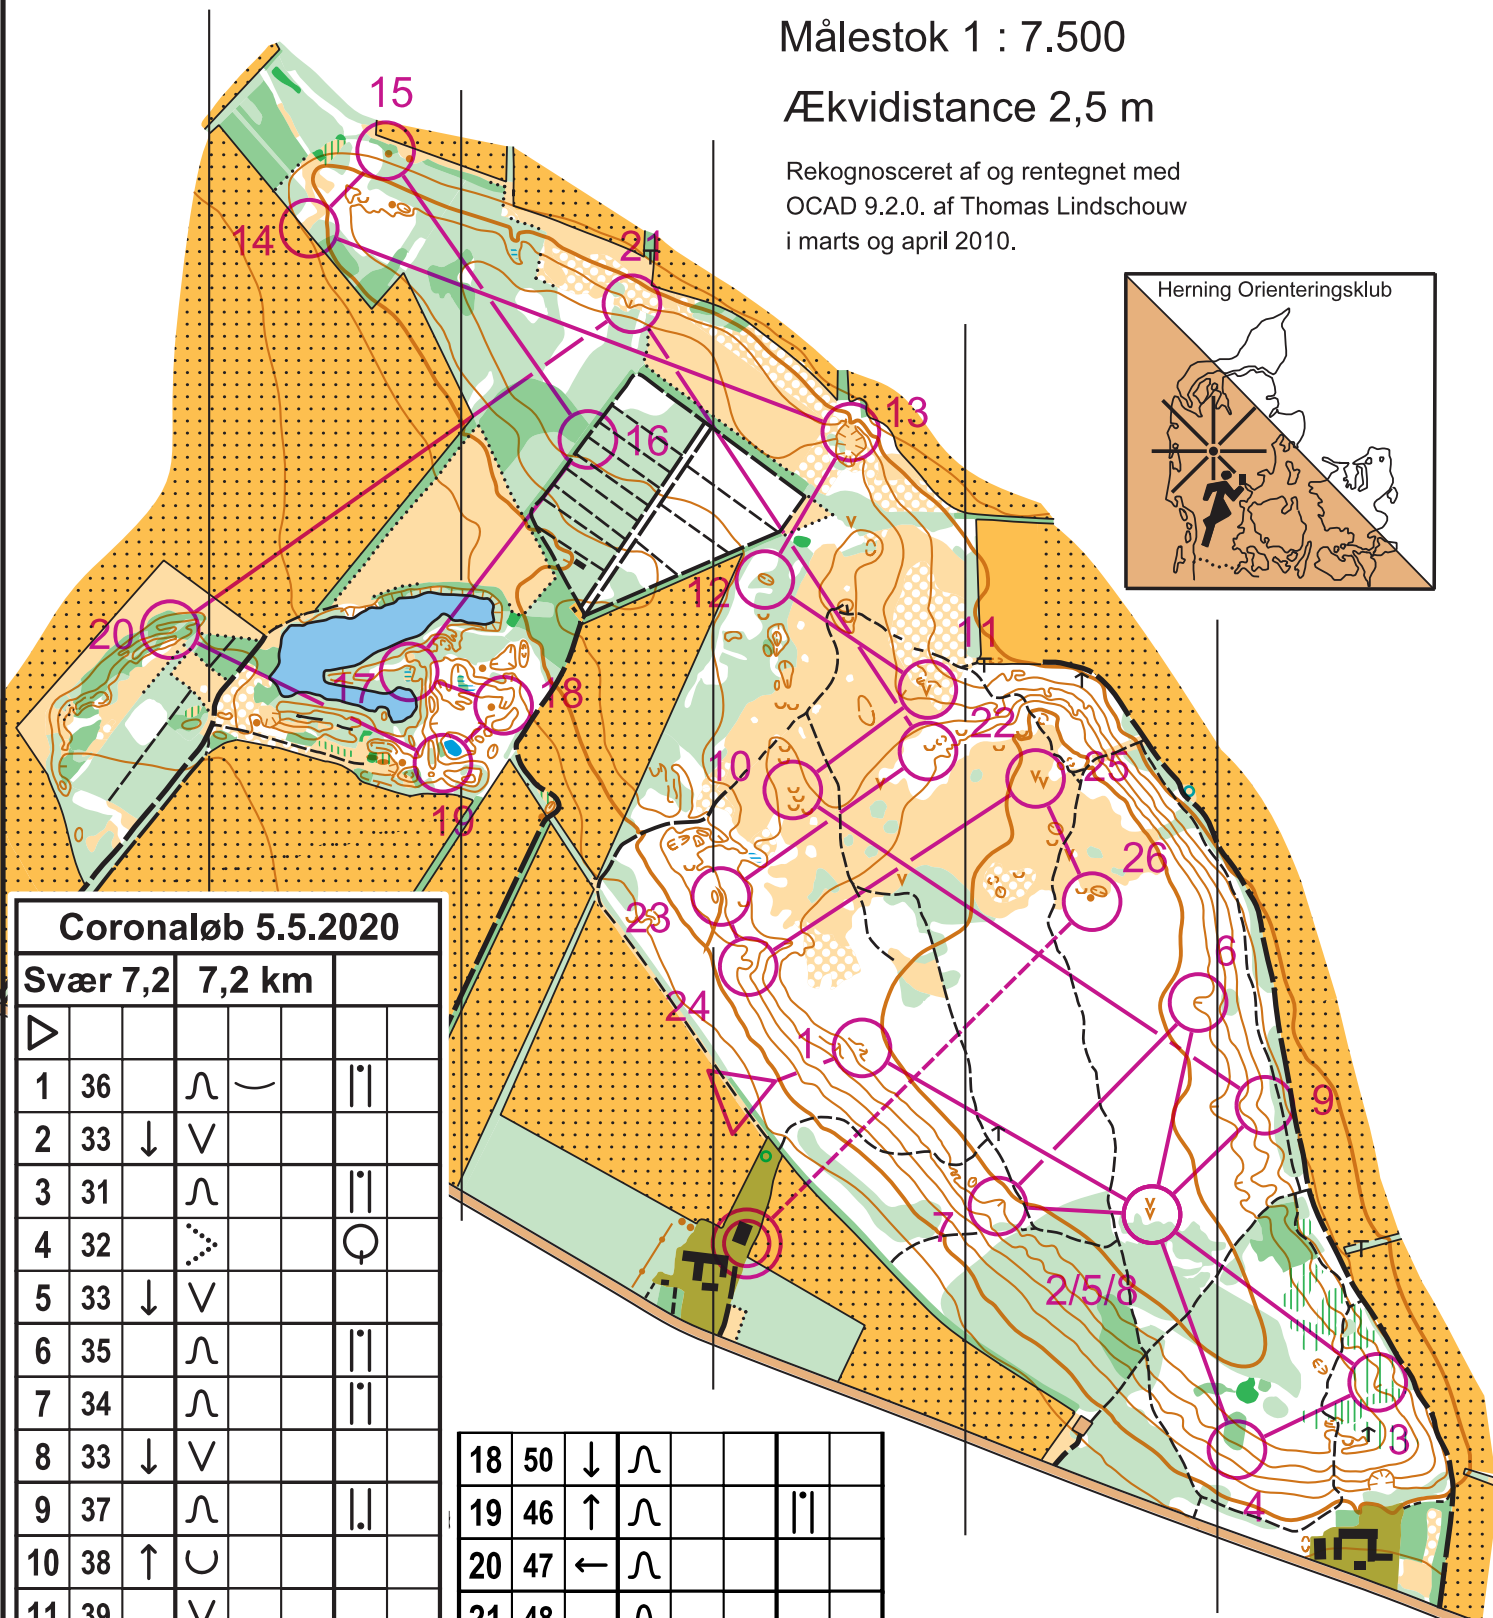 Målestok 1 : 7.500
Ækvidistance 2,5 m
Rekognosceret af og rentegnet med
OCAD 9.2.0. af Thomas Lindschouw
i marts og april 2010.
Herning Orienteringsklub
15
14
21
13
16
12
11
20
17
18
22
10
25
19
26
23
6
24
1
9
7
2/5/8
3
4
Coronaløb 5.5.2020
Svær 7,2 7,2 km
1 36
2 33 ↓
3 31
4 32
5 33 ↓
6 35
7 34
8 33 ↓
9 37
10 38 ↑
11 39
18 50 ↓
19 46 ↑
20 47 ←
21 48